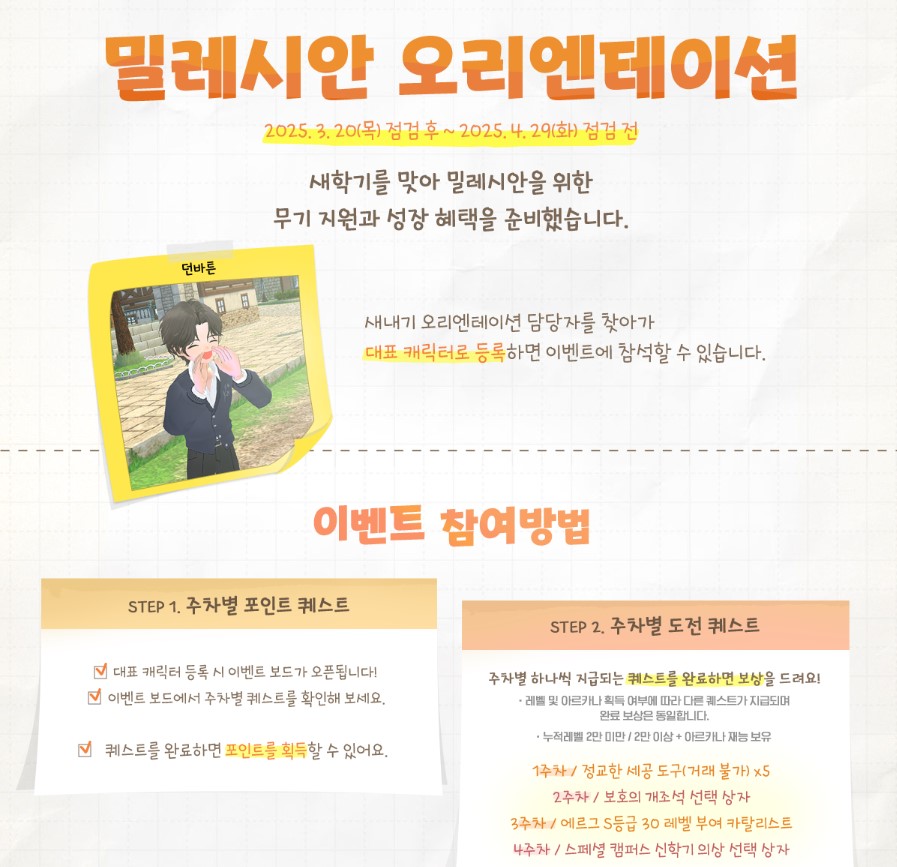 밀레시안 오리엔테이션
2025. 3. 20(목) 점검 후 ~ 2025. 4. 29(화) 점검 전
새학기를 맞아 밀레시안을 위한
무기 지원과 성장 혜택을 준비했습니다.
던바튼
새내기 오리엔테이션 담당자를 찾아가
대표 캐릭터로 등록하면 이벤트에 참석할 수 있습니다.
이벤트 참여방법
STEP 1. 주차별 포인트 퀘스트
대표 캐릭터 등록 시 이벤트 보드가 오픈됩니다!
이벤트 보드에서 주차별 퀘스트를 확인해 보세요.
퀘스트를 완료하면 포인트를 획득할 수 있어요.
STEP 2. 주차별 도전 퀘스트
주차별 하나씩 지급되는 퀘스트를 완료하면 보상을 드려요!
· 레벨 및 아르카나 획득 여부에 따라 다른 퀘스트가 지급되며
완료 보상은 동일합니다.
· 누적레벨 2만 미만 / 2만 이상 + 아르카나 재능 보유
1주차 / 정교한 세공 도구(거래 불가) x5
2주차 / 보호의 개조석 선택 상자
3주차 / 에르그 S등급 30 레벨 부여 카탈리스트
4주차 / 스페셜 캠퍼스 신학기 의상 선택 상자